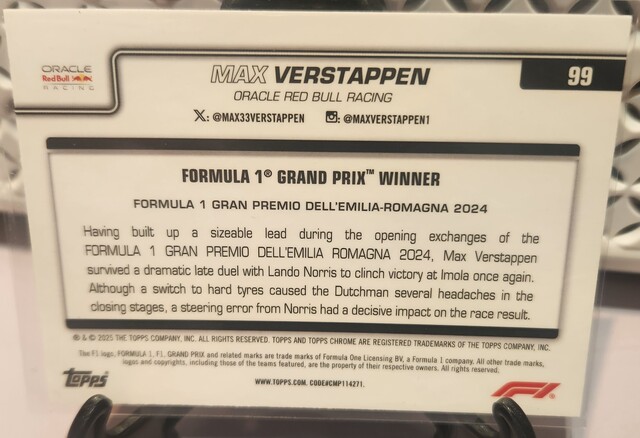 ORACLE
Red Bull
RACING
MAX VERSTAPPEN
99
ORACLE RED BULL RACING
X: @MAX33VERSTAPPEN : @MAXVERSTAPPEN1
FORMULA 1® GRAND PRIX™ WINNER
FORMULA 1 GRAN PREMIO DELL'EMILIA-ROMAGNA 2024
Having built up a sizeable lead during the opening exchanges of the
FORMULA 1 GRAN PREMIO DELL'EMILIA ROMAGNA 2024, Max Verstappen
survived a dramatic late duel with Lando Norris to clinch victory at Imola once again.
Although a switch to hard tyres caused the Dutchman several headaches in the
closing stages, a steering error from Norris had a decisive impact on the race result.
® & © 2025 THE TOPPS COMPANY, INC. ALL RIGHTS RESERVED. TOPPS AND TOPPS CHROME ARE REGISTERED TRADEMARKS OF THE TOPPS COMPANY, INC.
The F1 logo, FORMULA 1, F1, GRAND PRIX and related marks are trade marks of Formula One Licensing BV, a Formula 1 company. All other trade marks,
logos and copyrights, including those of the teams featured, are the property of their respective owners. All rights reserved.
Topps
WWW.TOPPS.COM. CODE#CMP114271.
F1